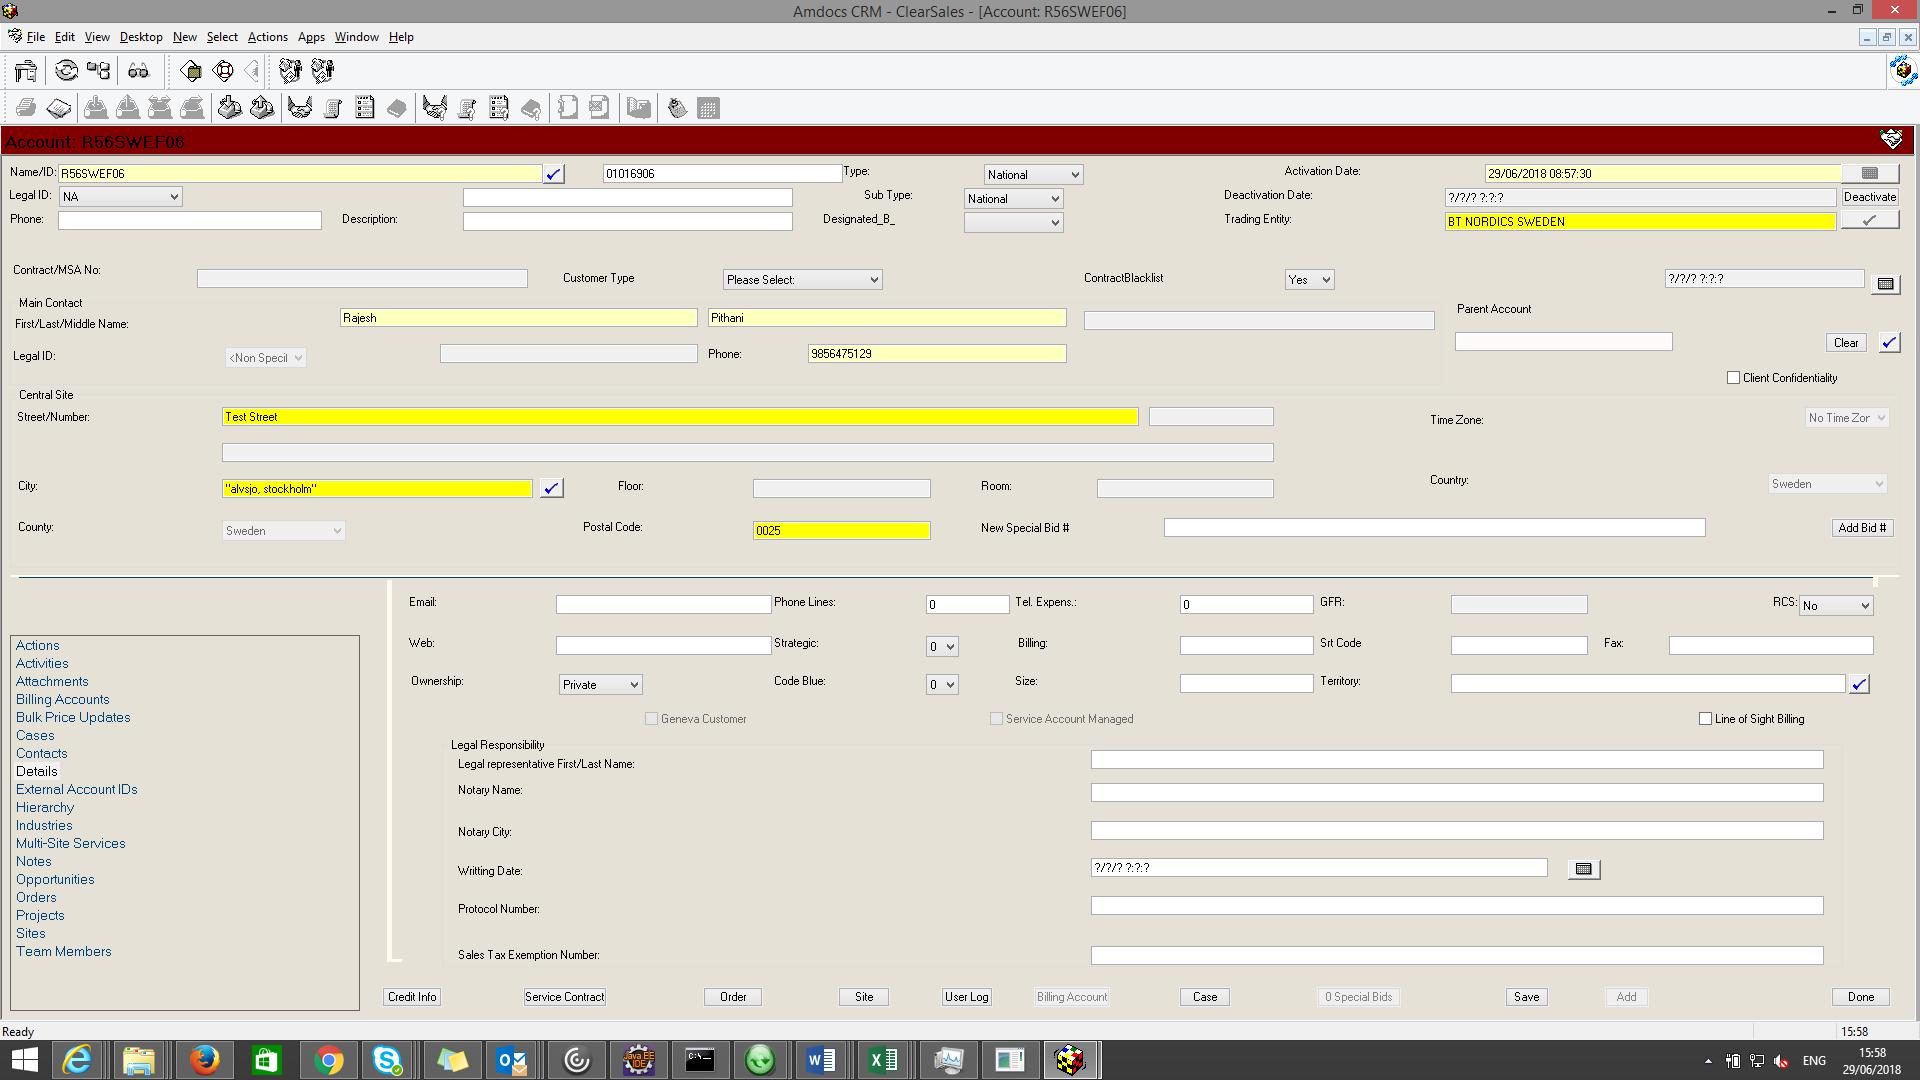 Amdocs CRM - ClearSales - [Account: R56SWEF06]
File Edit View Desktop New Select Actions Apps Window Help
Account: R56SWEF06
Name/ID: R56SWEF06 01016906 Type: National Activation Date: 29/06/2018 08:57:30
Legal ID: NA Sub Type: National Deactivation Date: ?/?/? ?:?:? Deactivate
Phone: Description: Designated_B_ Trading Entity: BT NORDICS SWEDEN
Contract/MSA No: Customer Type Please Select: ContractBlacklist Yes ?/?/? ?:?:?
Main Contact
First/Last/Middle Name: Rajesh Pithani Parent Account
Legal ID: <Non Specil Phone: 9856475129 Clear
Client Confidentiality
Central Site
Street/Number: Test Street Time Zone: No Time Zor
City: "alvsjo, stockholm" Floor: Room: Country: Sweden
County: Sweden Postal Code: 0025 New Special Bid # Add Bid #
Email: Phone Lines: 0 Tel. Expens.: 0 GFR: RCS: No
Web: Strategic: 0 Billing: Srt Code Fax:
Ownership: Private Code Blue: 0 Size: Territory:
Geneva Customer Service Account Managed Line of Sight Billing
Actions
Activities
Attachments
Billing Accounts
Bulk Price Updates
Cases
Contacts
Details
External Account IDs
Hierarchy
Industries
Multi-Site Services
Notes
Opportunities
Orders
Projects
Sites
Team Members
Legal Responsibility
Legal representative First/Last Name:
Notary Name:
Notary City:
Writting Date: ?/?/? ?:?:?
Protocol Number:
Sales Tax Exemption Number:
Credit Info Service Contract Order Site User Log Billing Account Case 0 Special Bids Save Add Done
Ready 15:58
Java EE
IDE
C:\
ENG
15:58
29/06/2018